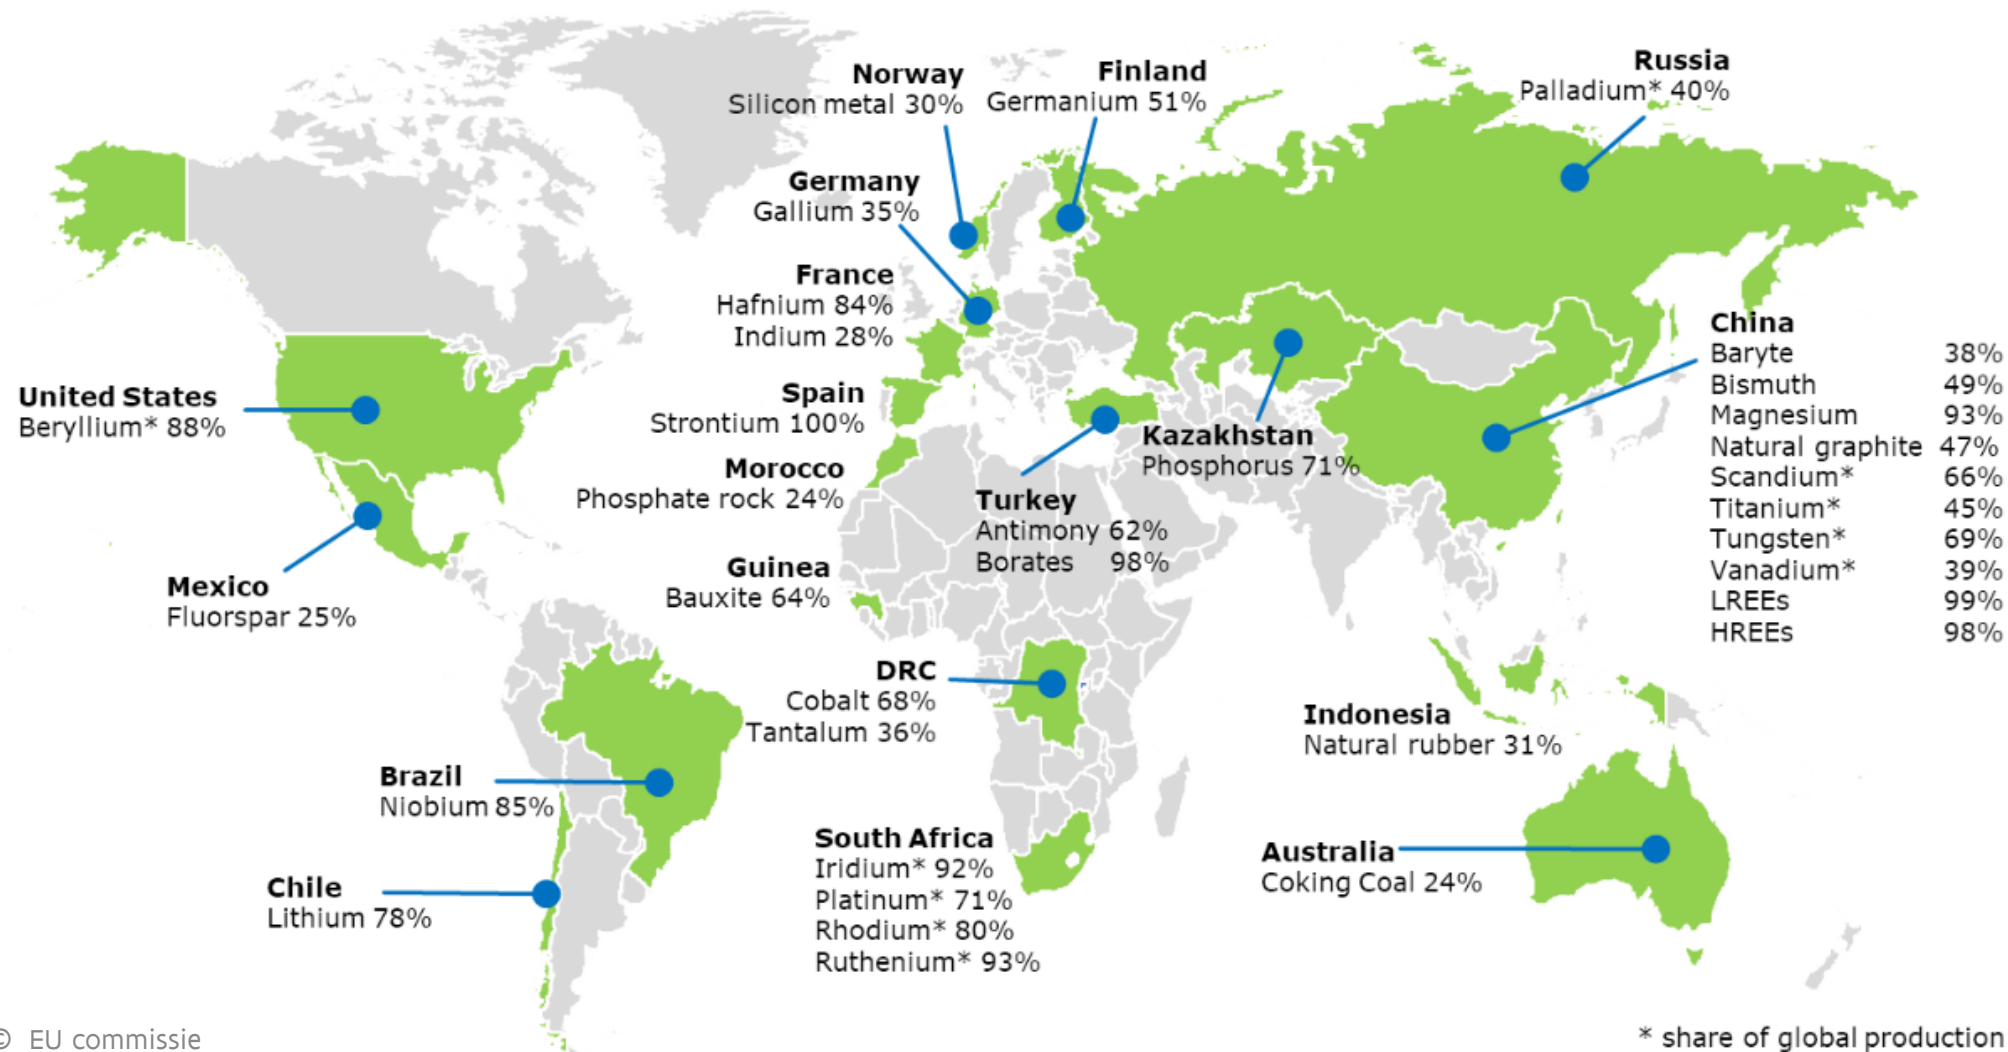 Russia
Palladium* 40%
Norway
Silicon metal 30%
Finland
Germanium 51%
Germany
Gallium 35%
France
Hafnium 84%
Indium 28%
China
Baryte 38%
Bismuth 49%
Magnesium 93%
Natural graphite 47%
Scandium* 66%
Titanium* 45%
Tungsten* 69%
Vanadium* 39%
LREEs 99%
HREEs 98%
United States
Beryllium* 88%
Spain
Strontium 100%
Kazakhstan
Phosphorus 71%
Morocco
Phosphate rock 24%
Turkey
Antimony 62%
Borates 98%
Mexico
Fluorspar 25%
Guinea
Bauxite 64%
DRC
Cobalt 68%
Tantalum 36%
Indonesia
Natural rubber 31%
Brazil
Niobium 85%
South Africa
Iridium* 92%
Platinum* 71%
Rhodium* 80%
Ruthenium* 93%
Australia
Coking Coal 24%
Chile
Lithium 78%
© EU commissie
* share of global production